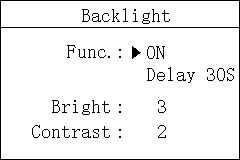 Backlight
Func.: ▶ON
Delay 30S
Bright: 3
Contrast: 2